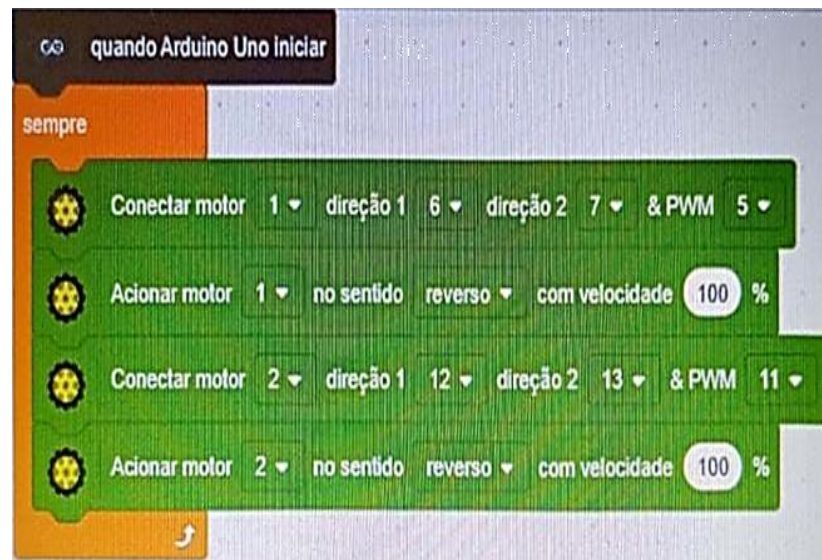 quando Arduino Uno iniciar
sempre
Conectar motor 1 direção 1 6 direção 2 7 & PWM 5
Acionar motor 1 no sentido reverso com velocidade 100 %
Conectar motor 2 direção 1 12 direção 2 13 & PWM 11
Acionar motor 2 no sentido reverso com velocidade 100 %